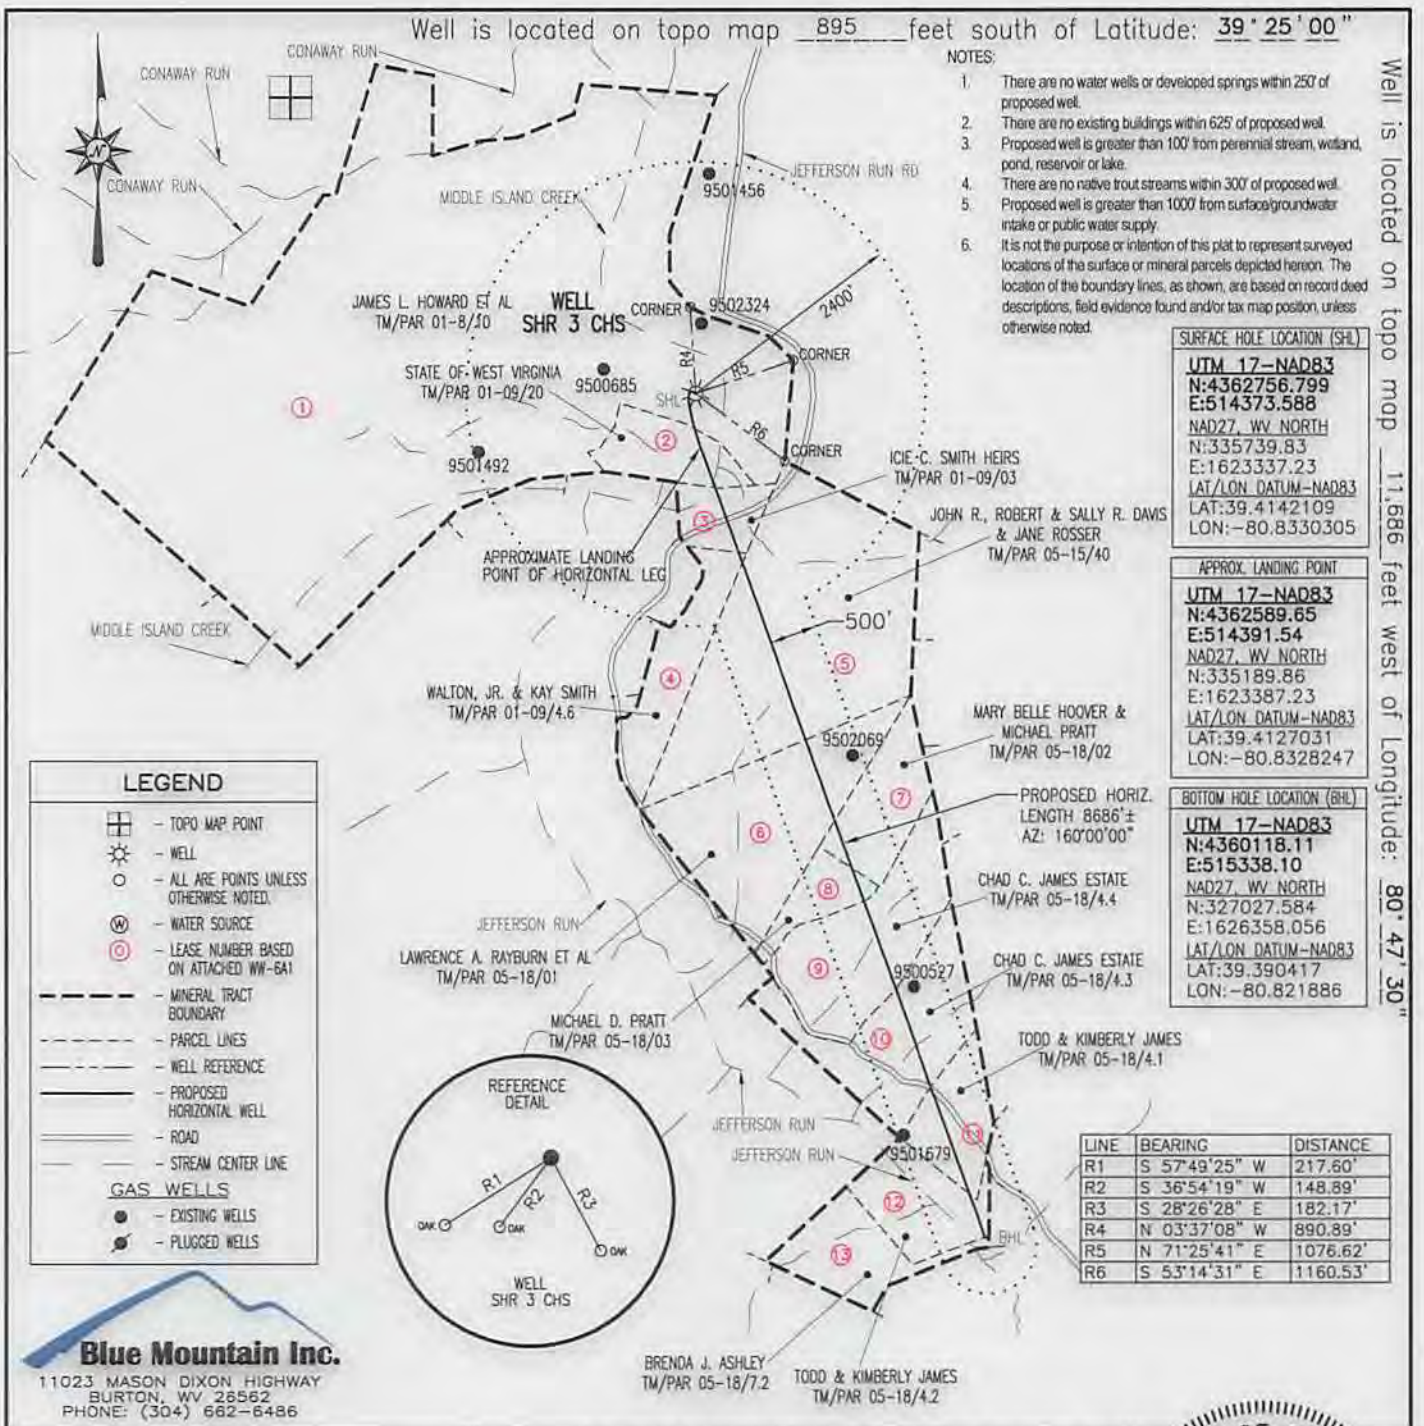 Well is located on topo map 895 feet south of Latitude: 39°25'00"
Well is located on topo map 11,686 feet west of Longitude: 80°47'30"
NOTES:
1. There are no water wells or developed springs within 250' of
proposed well.
2. There are no existing buildings within 625' of proposed well.
3. Proposed well is greater than 100' from perennial stream, wetland,
pond, reservoir or lake.
4. There are no native trout streams within 300' of proposed well.
5. Proposed well is greater than 1000' from surface/groundwater
intake or public water supply.
6. It is not the purpose or intention of this plat to represent surveyed
locations of the surface or mineral parcels depicted hereon. The
location of the boundary lines, as shown, are based on record deed
descriptions, field evidence found and/or tax map position, unless
otherwise noted.
CONAWAY RUN
CONAWAY RUN
CONAWAY RUN
N
MIDDLE ISLAND CREEK
JEFFERSON RUN RD
9501456
JAMES L. HOWARD ET AL
TM/PAR 01-8/10
WELL
SHR 3 CHS
CORNER
9502324
2400'
R4
R5
CORNER
STATE OF WEST VIRGINIA
TM/PAR 01-09/20
9500685
SHL
1
2
R6
CORNER
9501492
ICIE C. SMITH HEIRS
TM/PAR 01-09/03
3
JOHN R., ROBERT & SALLY R. DAVIS
& JANE ROSSER
TM/PAR 05-15/40
APPROXIMATE LANDING
POINT OF HORIZONTAL LEG
MIDDLE ISLAND CREEK
500'
5
4
WALTON, JR. & KAY SMITH
TM/PAR 01-09/4.6
MARY BELLE HOOVER &
MICHAEL PRATT
TM/PAR 05-18/02
9502069
7
PROPOSED HORIZ.
LENGTH 8686'±
AZ: 160°00'00"
6
8
CHAD C. JAMES ESTATE
TM/PAR 05-18/4.4
JEFFERSON RUN
LAWRENCE A. RAYBURN ET AL
TM/PAR 05-18/01
9
9500527
CHAD C. JAMES ESTATE
TM/PAR 05-18/4.3
MICHAEL D. PRATT
TM/PAR 05-18/03
10
TODD & KIMBERLY JAMES
TM/PAR 05-18/4.1
JEFFERSON RUN
JEFFERSON RUN
11
9501679
12
13
BHL
BRENDA J. ASHLEY
TM/PAR 05-18/7.2
TODD & KIMBERLY JAMES
TM/PAR 05-18/4.2
SURFACE HOLE LOCATION (SHL)
UTM 17-NAD83
N:4362756.799
E:514373.588
NAD27, WV NORTH
N:335739.83
E:1623337.23
LAT/LON DATUM-NAD83
LAT:39.4142109
LON:-80.8330305
APPROX. LANDING POINT
UTM 17-NAD83
N:4362589.65
E:514391.54
NAD27, WV NORTH
N:335189.86
E:1623387.23
LAT/LON DATUM-NAD83
LAT:39.4127031
LON:-80.8328247
BOTTOM HOLE LOCATION (BHL)
UTM 17-NAD83
N:4360118.11
E:515338.10
NAD27, WV NORTH
N:327027.584
E:1626358.056
LAT/LON DATUM-NAD83
LAT:39.390417
LON:-80.821886
LEGEND
- TOPO MAP POINT
- WELL
- ALL ARE POINTS UNLESS
OTHERWISE NOTED.
W - WATER SOURCE
0 - LEASE NUMBER BASED
ON ATTACHED WW-6A1
- MINERAL TRACT
BOUNDARY
- PARCEL LINES
- WELL REFERENCE
- PROPOSED
HORIZONTAL WELL
- ROAD
- STREAM CENTER LINE
GAS WELLS
- EXISTING WELLS
- PLUGGED WELLS
REFERENCE
DETAIL
R1
R2
R3
OAK
OAK
OAK
WELL
SHR 3 CHS
LINE BEARING DISTANCE
R1 S 57°49'25" W 217.60'
R2 S 36°54'19" W 148.89'
R3 S 28°26'28" E 182.17'
R4 N 03°37'08" W 890.89'
R5 N 71°25'41" E 1076.62'
R6 S 53°14'31" E 1160.53'
Blue Mountain Inc.
11023 MASON DIXON HIGHWAY
BURTON, WV 26562
PHONE: (304) 662-6486